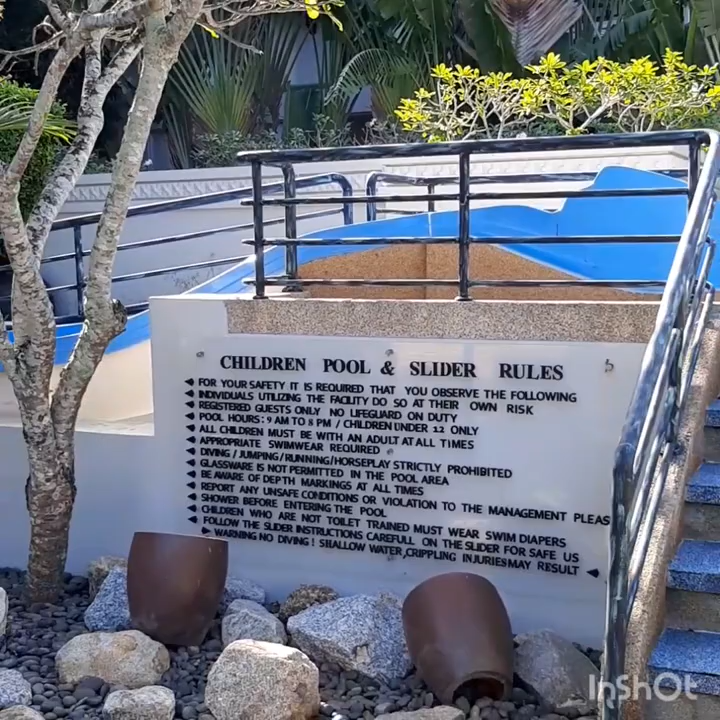 CHILDREN POOL & SLIDER RULES
FOR YOUR SAFETY IT IS REQUIRED THAT YOU OBSERVE THE FOLLOWING
INDIVIDUALS UTILIZING THE FACILITY DO SO AT THEIR OWN RISK
REGISTERED GUESTS ONLY NO LIFEGUARD ON DUTY
POOL HOURS: 9 AM TO 8 PM / CHILDREN UNDER 12 ONLY
ALL CHILDREN MUST BE WITH AN ADULT AT ALL TIMES
APPROPRIATE SWIMWEAR REQUIRED
DIVING / JUMPING/RUNNING/HORSEPLAY STRICTLY PROHIBITED
GLASSWARE IS NOT PERMITTED IN THE POOL AREA
BE AWARE OF DEPTH MARKINGS AT ALL TIMES
REPORT ANY UNSAFE CONDITIONS OR VIOLATION TO THE MANAGEMENT PLEAS
SHOWER BEFORE ENTERING THE POOL
CHILDREN WHO ARE NOT TOILET TRAINED MUST WEAR SWIM DIAPERS
FOLLOW THE SLIDER INSTRUCTIONS CAREFULL ON THE SLIDER FOR SAFE US
WARNING NO DIVING ! SHALLOW WATER, CRIPPLING INJURIES MAY RESULT
InShOt